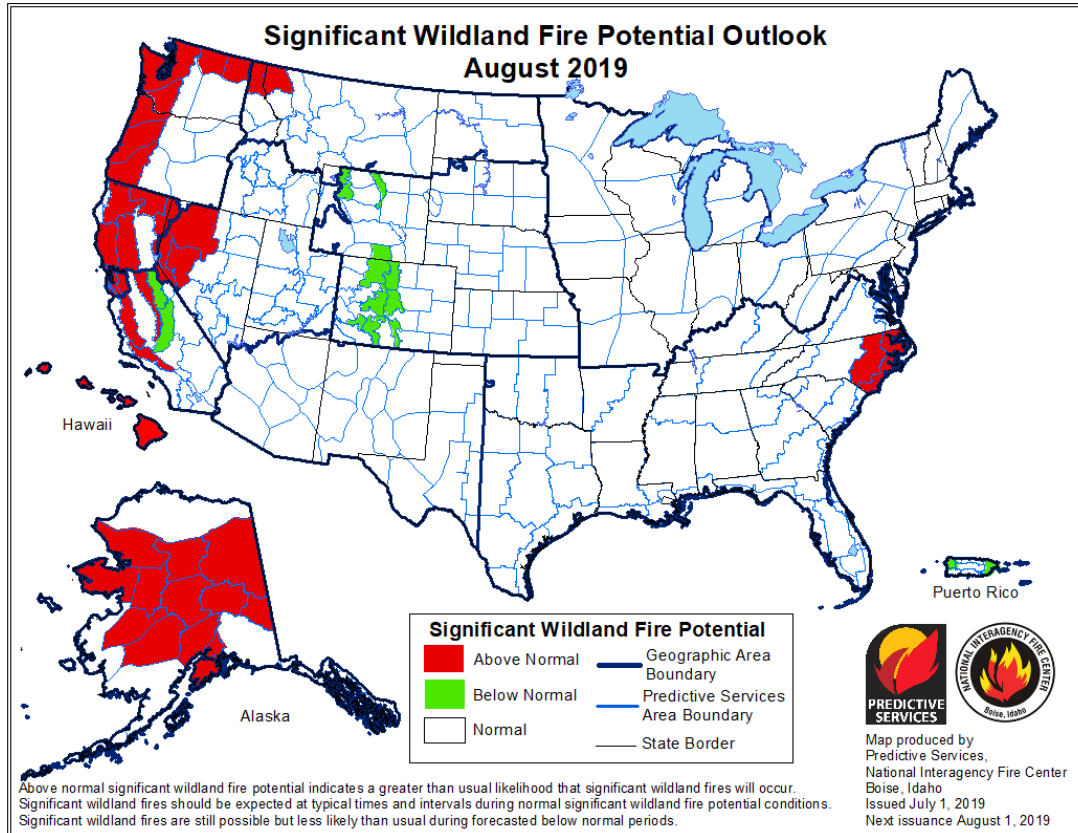 Significant Wildland Fire Potential Outlook
August 2019
Hawaii
Alaska
Puerto Rico
Significant Wildland Fire Potential
Above Normal
Below Normal
Normal
Geographic Area
Boundary
Predictive Services
Area Boundary
State Border
PREDICTIVE
SERVICES
NATIONAL INTERAGENCY FIRE CENTER
Boise, Idaho
Map produced by
Predictive Services,
National Interagency Fire Center
Boise, Idaho
Issued July 1, 2019
Next issuance August 1, 2019
Above normal significant wildland fire potential indicates a greater than usual likelihood that significant wildland fires will occur.
Significant wildland fires should be expected at typical times and intervals during normal significant wildland fire potential conditions.
Significant wildland fires are still possible but less likely than usual during forecasted below normal periods.